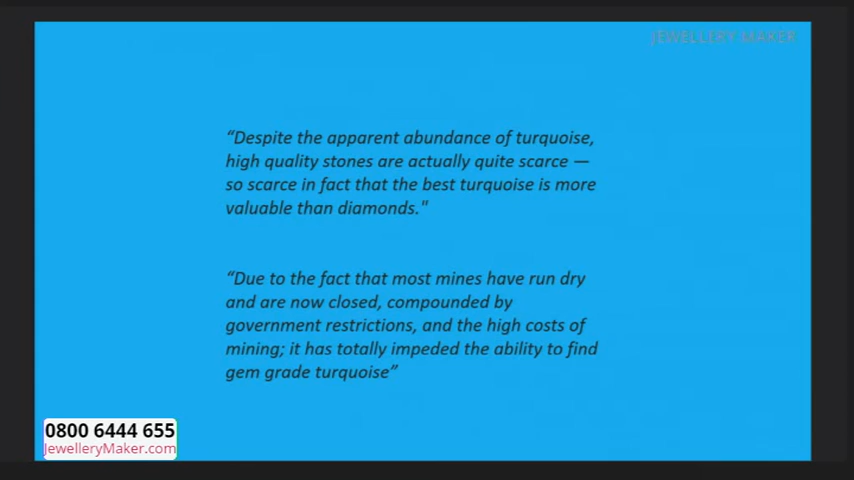 JEWELLERY MAKER
“Despite the apparent abundance of turquoise,
high quality stones are actually quite scarce —
so scarce in fact that the best turquoise is more
valuable than diamonds."
“Due to the fact that most mines have run dry
and are now closed, compounded by
government restrictions, and the high costs of
mining; it has totally impeded the ability to find
gem grade turquoise”
0800 6444 655
JewelleryMaker.com